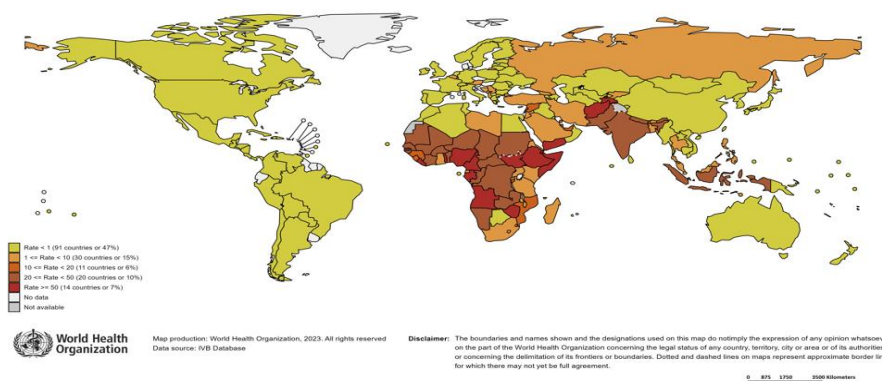 Rate < 1 (91 countries or 47%)
1 <= Rate < 10 (30 countries or 15%)
10 <= Rate < 20 (11 countries or 6%)
20 <= Rate < 50 (20 countries or 10%)
Rate >= 50 (14 countries or 7%)
No data
Not available
World Health
Organization
Map production: World Health Organization, 2023. All rights reserved
Data source: IVB Database
Disclaimer: The boundaries and names shown and the designations used on this map do notimply the expression of any opinion whatsoev
on the part of the World Health Organization concerning the legal status of any country, territory, city or area or of its authorities
or concerning the delimitation of its frontiers or boundaries. Dotted and dashed lines on maps represent approximate border lin
for which there may not yet be full agreement.
0 875 1750 3500 Kilometers